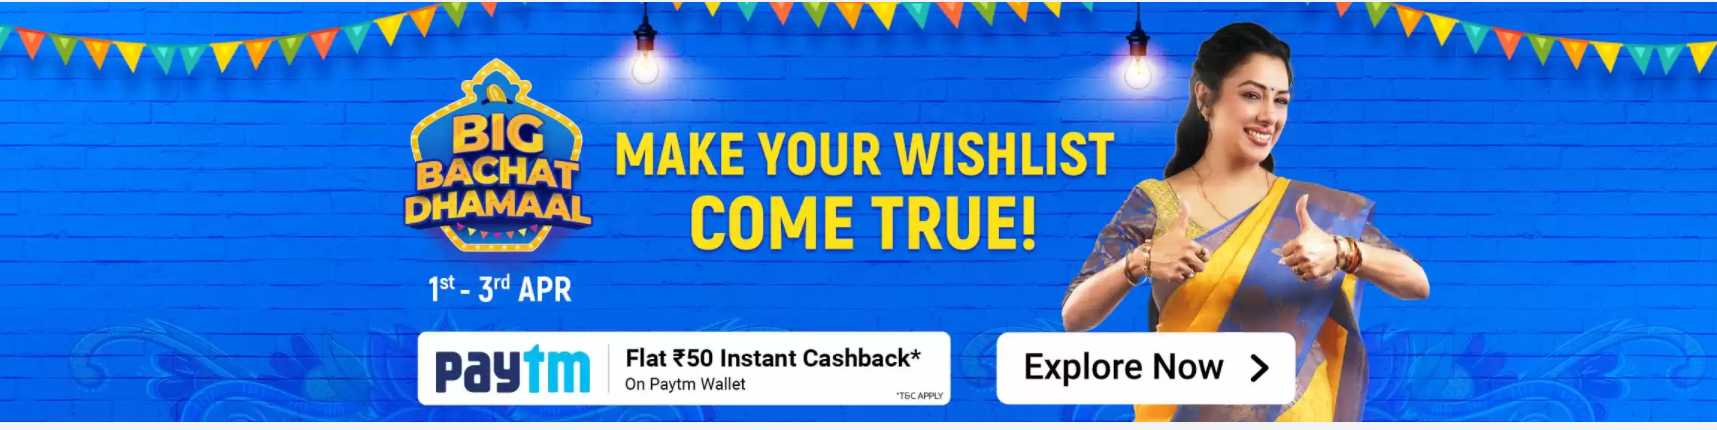 BIG
BACHAT
DHAMAAL
1st - 3rd APR
MAKE YOUR WISHLIST
COME TRUE!
paytm
Flat ₹50 Instant Cashback*
On Paytm Wallet
*T&C APPLY
Explore Now